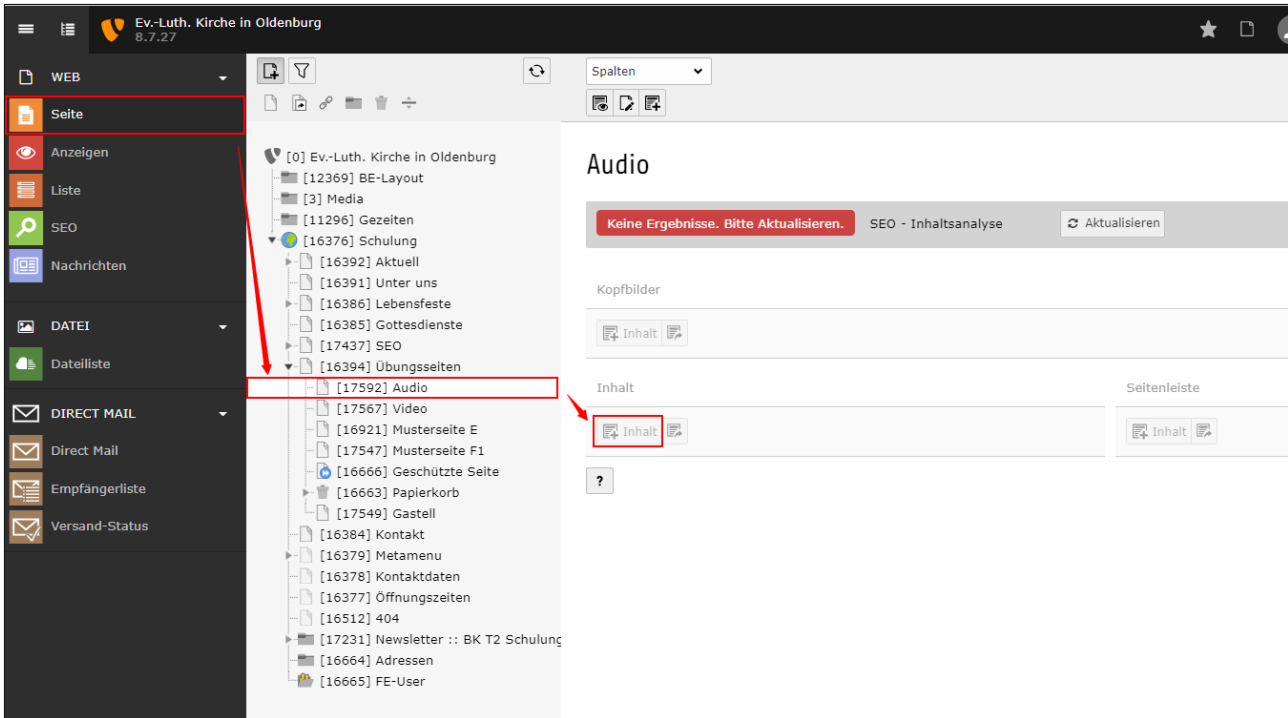 Ev.-Luth. Kirche in Oldenburg
8.7.27
WEB
Seite
Anzeigen
Liste
SEO
Nachrichten
DATEI
Dateiliste
DIRECT MAIL
Direct Mail
Empfängerliste
Versand-Status
[0] Ev.-Luth. Kirche in Oldenburg
[12369] BE-Layout
[3] Media
[11296] Gezeiten
[16376] Schulung
[16392] Aktuell
[16391] Unter uns
[16386] Lebensfeste
[16385] Gottesdienste
[17437] SEO
[16394] Übungsseiten
[17592] Audio
[17567] Video
[16921] Musterseite E
[17547] Musterseite F1
[16666] Geschützte Seite
[16663] Papierkorb
[17549] Gastell
[16384] Kontakt
[16379] Metamenu
[16378] Kontaktdaten
[16377] Öffnungszeiten
[16512] 404
[17231] Newsletter :: BK T2 Schulung
[16664] Adressen
[16665] FE-User
Spalten
Audio
Keine Ergebnisse. Bitte Aktualisieren. SEO - Inhaltsanalyse Aktualisieren
Kopfbilder
Inhalt
Inhalt Seitenleiste
Inhalt Inhalt
?